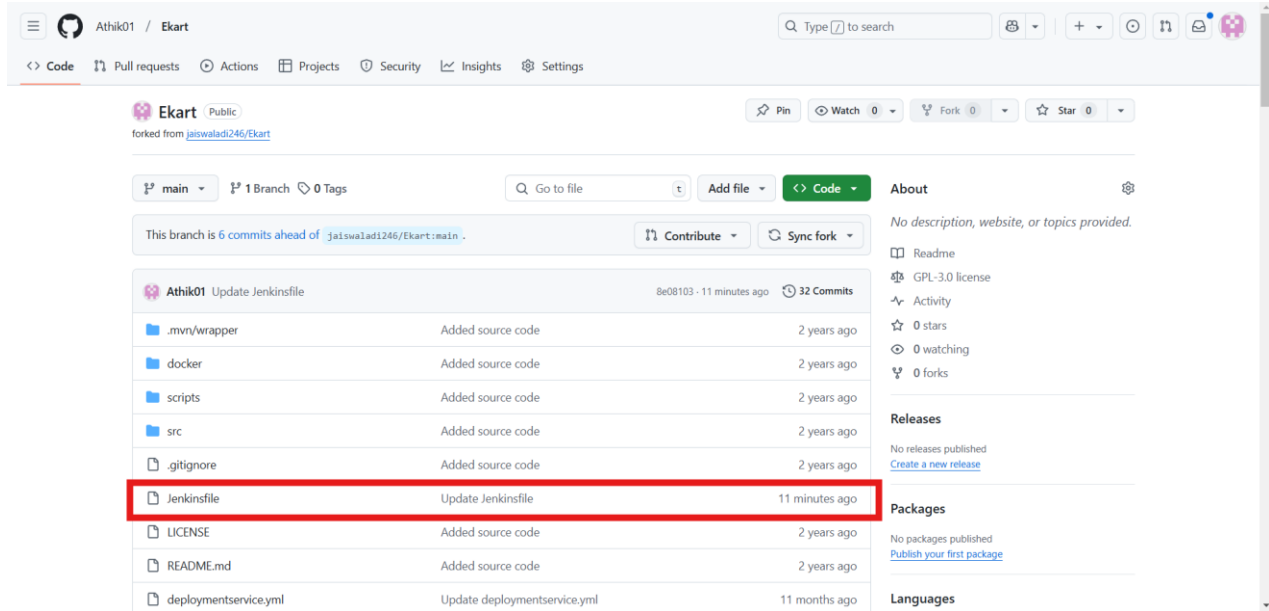 Athik01 / Ekart
Type / to search
Code Pull requests Actions Projects Security Insights Settings
Ekart Public
forked from jaiswaladi246/Ekart
Pin Watch 0 Fork 0 Star 0
main 1 Branch 0 Tags Go to file t Add file Code
This branch is 6 commits ahead of jaiswaladi246/Ekart:main .
Contribute Sync fork
Athik01 Update Jenkinsfile 8e08103 · 11 minutes ago 32 Commits
.mvn/wrapper Added source code 2 years ago
docker Added source code 2 years ago
scripts Added source code 2 years ago
src Added source code 2 years ago
.gitignore Added source code 2 years ago
Jenkinsfile Update Jenkinsfile 11 minutes ago
LICENSE Added source code 2 years ago
README.md Added source code 2 years ago
deploymentservice.yml Update deploymentservice.yml 11 months ago
About
No description, website, or topics provided.
Readme
GPL-3.0 license
Activity
0 stars
0 watching
0 forks
Releases
No releases published
Create a new release
Packages
No packages published
Publish your first package
Languages